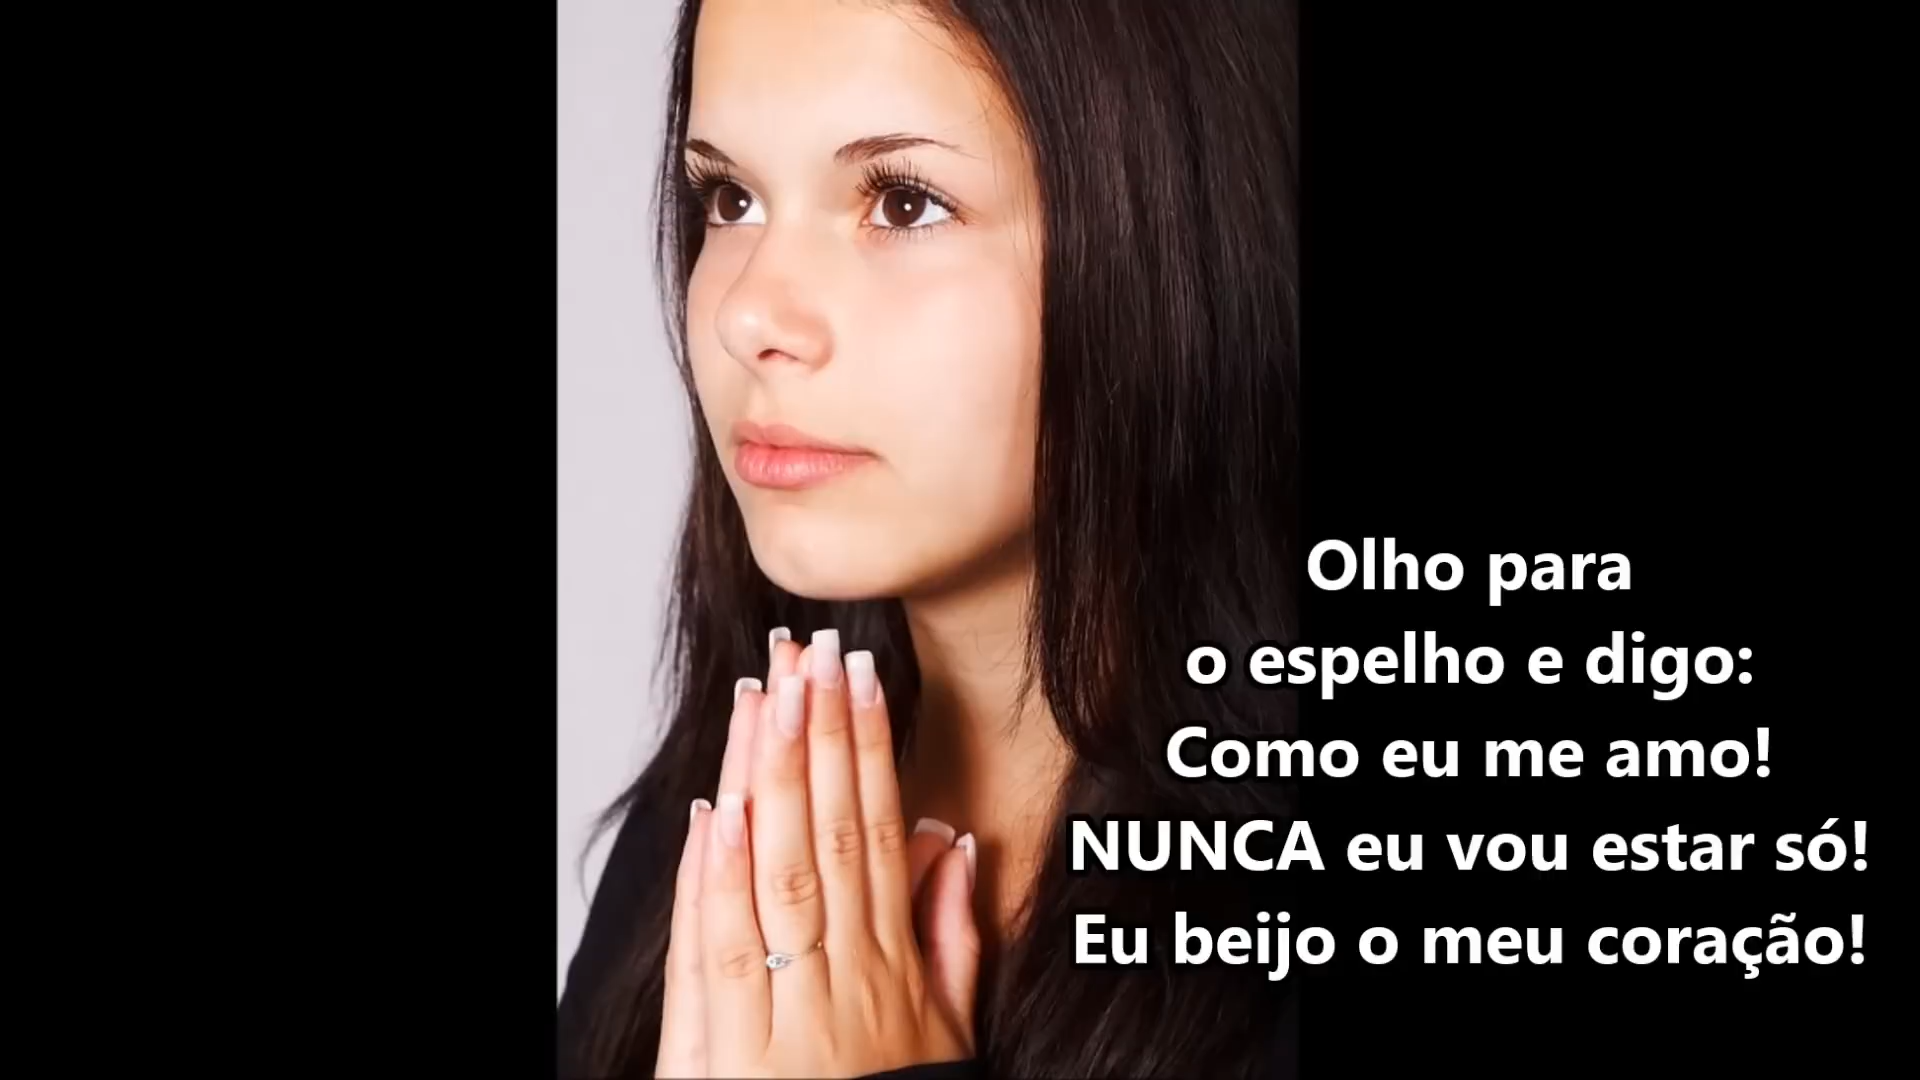 Olho para
o espelho e digo:
Como eu me amo!
NUNCA eu vou estar só!
Eu beijo o meu coração!